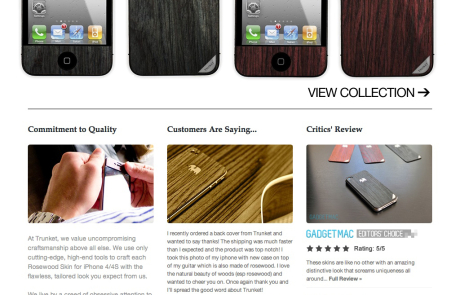 VIEW COLLECTION →
Commitment to Quality
Customers Are Saying...
Critics' Review
At Trunket, we value uncompromising
craftsmanship above all else. We use only
cutting-edge, high-end tools to craft each
Rosewood Skin for iPhone 4/4S with the
flawless, tailored look you expect from us.
We live by a creed of obsessive attention to
I recently ordered a back cover from Trunket and
wanted to say thanks! The shipping was much faster
than i expected and the product was top notch! I
took this photo of my iphone with new case on top
of my guitar which is also made of rosewood. I love
the natural beauty of woods (esp rosewood) and
wanted to cheer you on. Once again thank you and
I'll spread the good word about Trunket!
GADGETMAC EDITORS CHOICE
Rating: 5/5
These skins are like no other with an amazing
distinctive look that screams uniqueness all
around... Full Review »